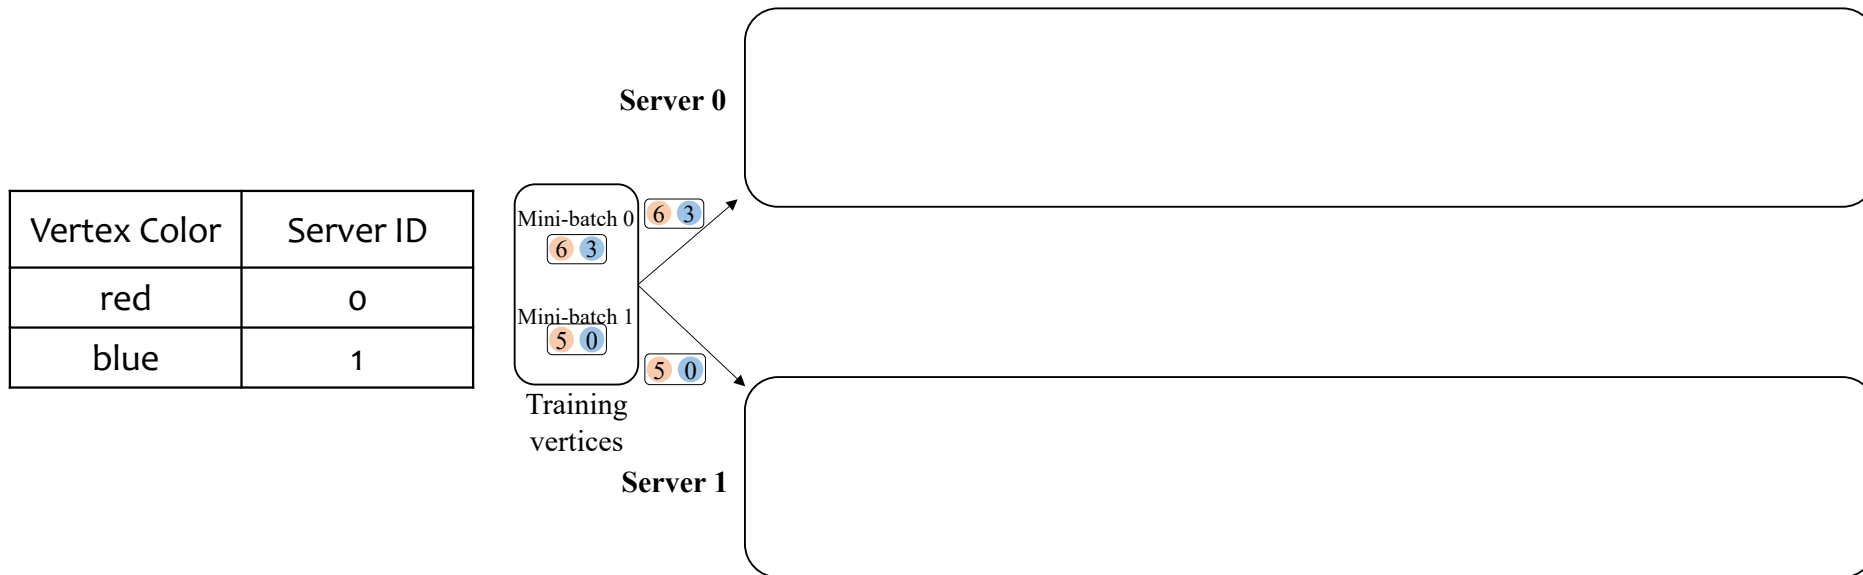 Server 0
Vertex Color Server ID
red 0
blue 1
Mini-batch 0
6 3
6 3
Mini-batch 1
5 0
5 0
Training
vertices
Server 1